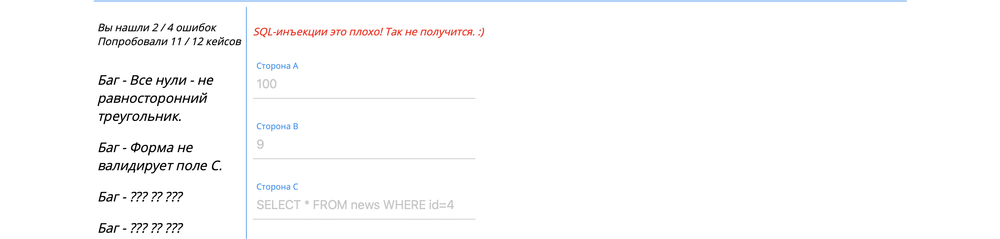 Вы нашли 2 / 4 ошибок
Попробовали 11 / 12 кейсов
Баг - Все нули - не
равносторонний
треугольник.
Баг - Форма не
валидирует поле C.
Баг - ??? ?? ???
Баг - ??? ?? ???
SQL-инъекции это плохо! Так не получится. :)
Сторона A
100
Сторона B
9
Сторона C
SELECT * FROM news WHERE id=4